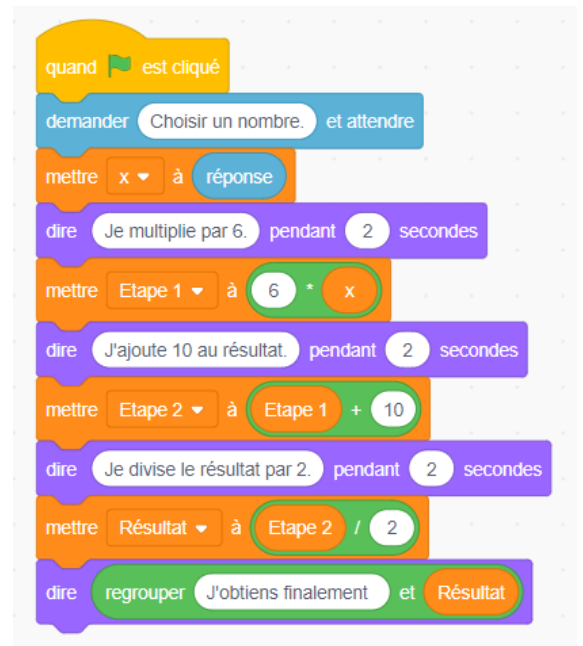 quand est cliqué
demander Choisir un nombre. et attendre
mettre x à réponse
dire Je multiplie par 6. pendant 2 secondes
mettre Etape 1 à 6 * x
dire J'ajoute 10 au résultat. pendant 2 secondes
mettre Etape 2 à Etape 1 + 10
dire Je divise le résultat par 2. pendant 2 secondes
mettre Résultat à Etape 2 / 2
dire regrouper J'obtiens finalement et Résultat